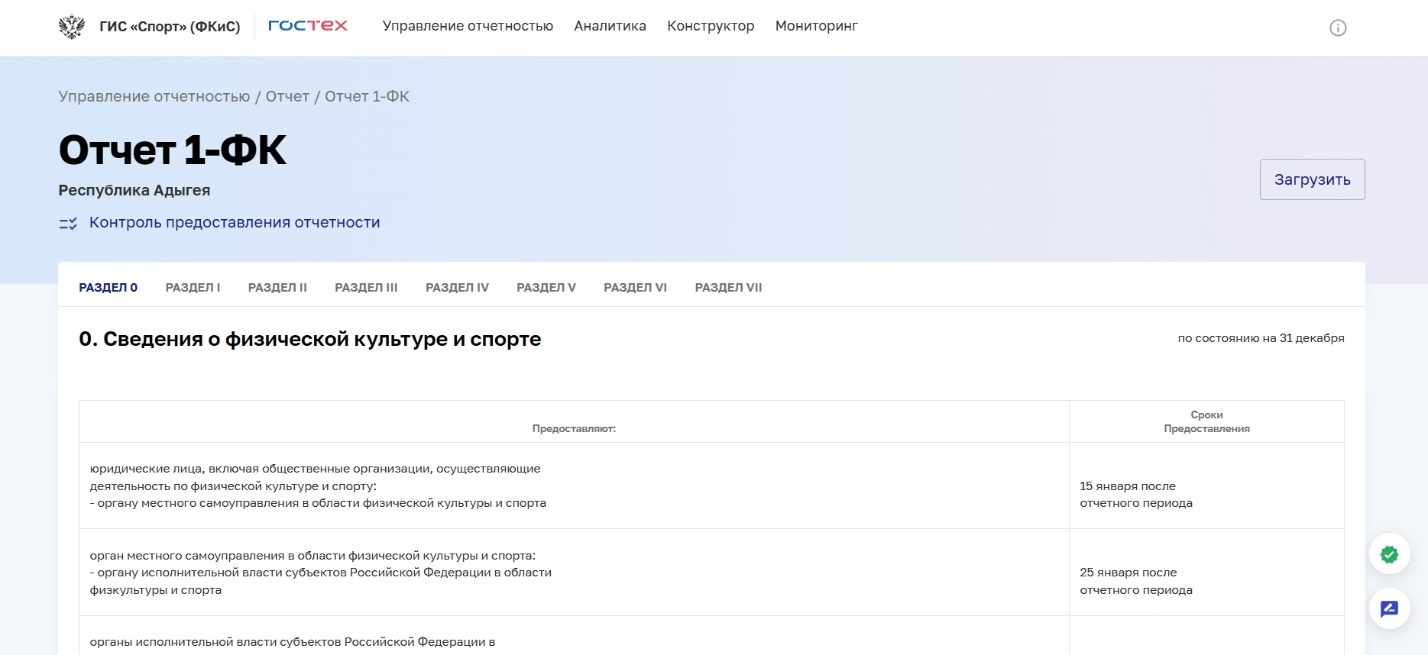 ГИС «Спорт» (ФКиС) ГОСТЕХ Управление отчетностью Аналитика Конструктор Мониторинг
Управление отчетностью / Отчет / Отчет 1-ФК
Отчет 1-ФК
Республика Адыгея
Загрузить
Контроль предоставления отчетности
РАЗДЕЛ 0 РАЗДЕЛ I РАЗДЕЛ II РАЗДЕЛ III РАЗДЕЛ IV РАЗДЕЛ V РАЗДЕЛ VI РАЗДЕЛ VII
0. Сведения о физической культуре и спорте
по состоянию на 31 декабря
Предоставляют:
Сроки
Предоставления
юридические лица, включая общественные организации, осуществляющие
деятельность по физической культуре и спорту:
- органу местного самоуправления в области физической культуры и спорта
15 января после
отчетного периода
орган местного самоуправления в области физической культуры и спорта:
- органу исполнительной власти субъектов Российской Федерации в области
физкультуры и спорта
25 января после
отчетного периода
органы исполнительной власти субъектов Российской Федерации в